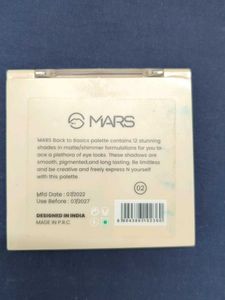 MARS
MARS Back to Basics palette contains 12 stunning
shades in matte/shimmer formulations for you to
ace a plethora of eye looks. These shadows are
smooth, pigmented,and long lasting. Be limitless
and be creative and freely express N yourself
with this palette.
Mfd Date : 07/2022
Use Before : 07/2027
02
DESIGNED IN INDIA
MADE IN P.R.C